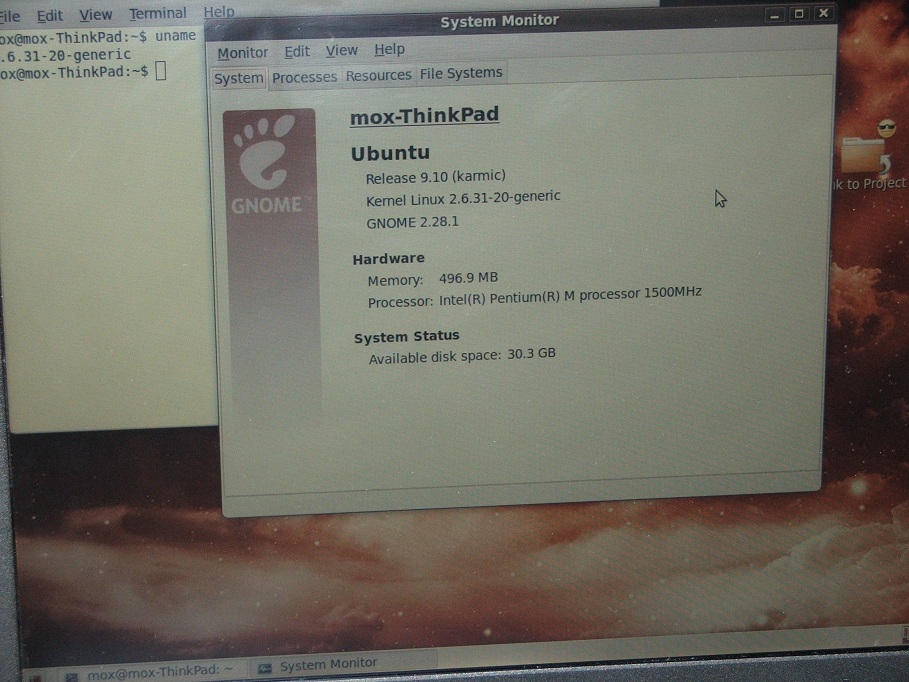 File Edit View Terminal Help
ox@mox-ThinkPad:~$ uname
.6.31-20-generic
ox@mox-ThinkPad:~$
System Monitor
Monitor Edit View Help
System Processes Resources File Systems
GNOME™
mox-ThinkPad
Ubuntu
Release 9.10 (karmic)
Kernel Linux 2.6.31-20-generic
GNOME 2.28.1
Hardware
Memory: 496.9 MB
Processor: Intel(R) Pentium(R) M processor 1500MHz
System Status
Available disk space: 30.3 GB
nk to Project
mox@mox-ThinkPad: ~
System Monitor